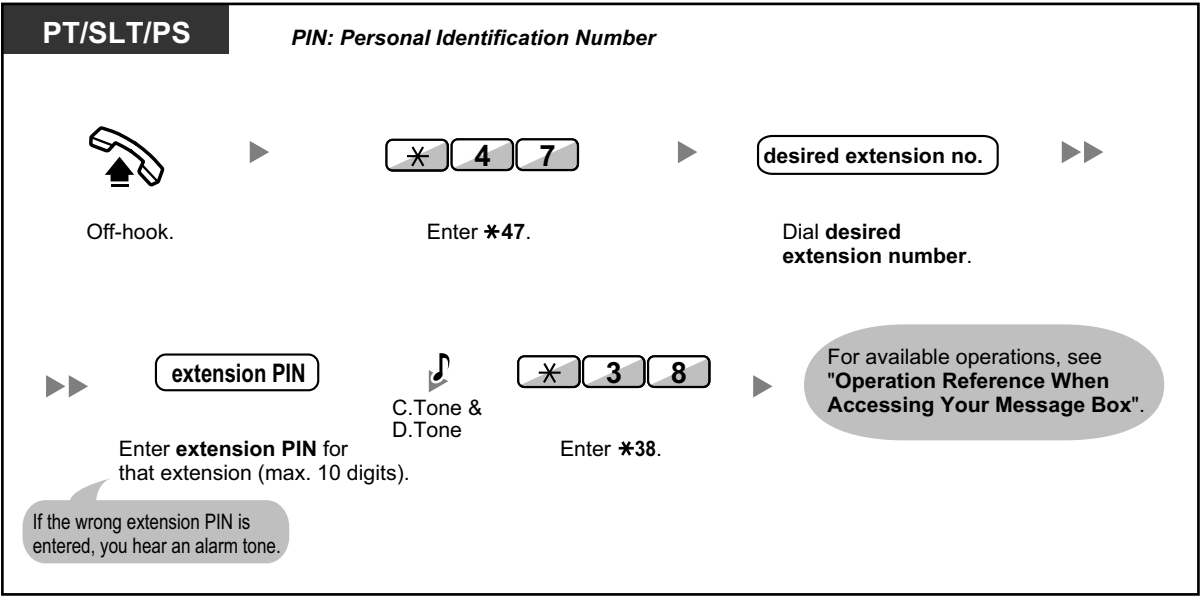 PT/SLT/PS
PIN: Personal Identification Number
* 4 7
desired extension no.
Off-hook.
Enter *47.
Dial desired
extension number.
extension PIN
C.Tone &
D.Tone
* 3 8
Enter extension PIN for
that extension (max. 10 digits).
Enter *38.
For available operations, see
"Operation Reference When
Accessing Your Message Box".
If the wrong extension PIN is
entered, you hear an alarm tone.